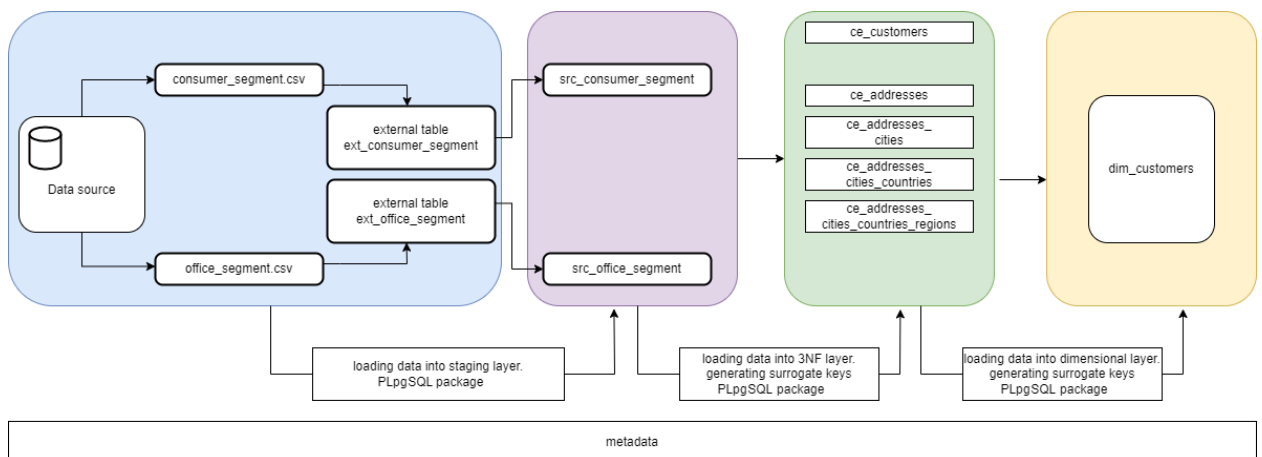 consumer_segment.csv
external table
ext_consumer_segment
Data source
external table
ext_office_segment
office_segment.csv
src_consumer_segment
src_office_segment
ce_customers
ce_addresses
ce_addresses_
cities
ce_addresses_
cities_countries
ce_addresses_
cities_countries_regions
dim_customers
loading data into staging layer.
PLpgSQL package
loading data into 3NF layer.
generating surrogate keys
PLpgSQL package
loading data into dimensional layer.
generating surrogate keys
PLpgSQL package
metadata